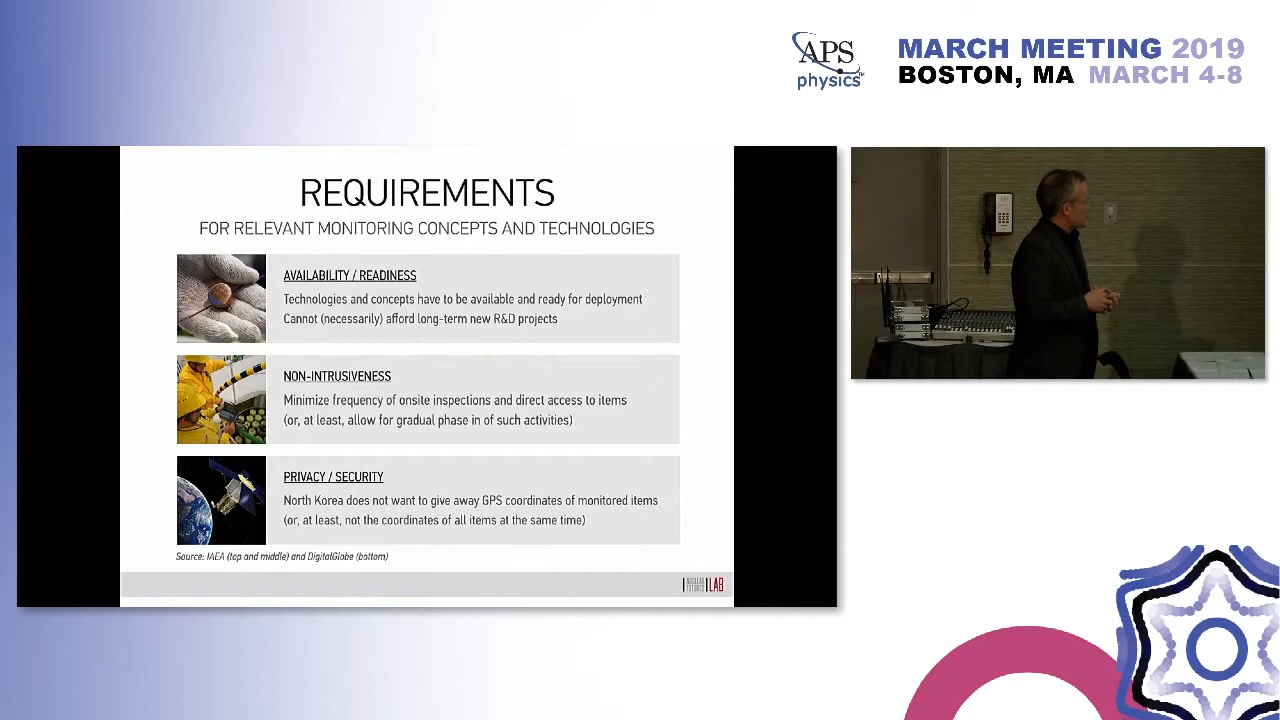 APS
physics
MARCH MEETING 2019
BOSTON, MA MARCH 4-8
REQUIREMENTS
FOR RELEVANT MONITORING CONCEPTS AND TECHNOLOGIES
AVAILABILITY / READINESS
Technologies and concepts have to be available and ready for deployment
Cannot (necessarily) afford long-term new R&D projects
NON-INTRUSIVENESS
Minimize frequency of onsite inspections and direct access to items
(or, at least, allow for gradual phase in of such activities)
PRIVACY / SECURITY
North Korea does not want to give away GPS coordinates of monitored items
(or, at least, not the coordinates of all items at the same time)
Source: IAEA (top and middle) and DigitalGlobe (bottom)
NUCLEAR
FUTURES
LAB